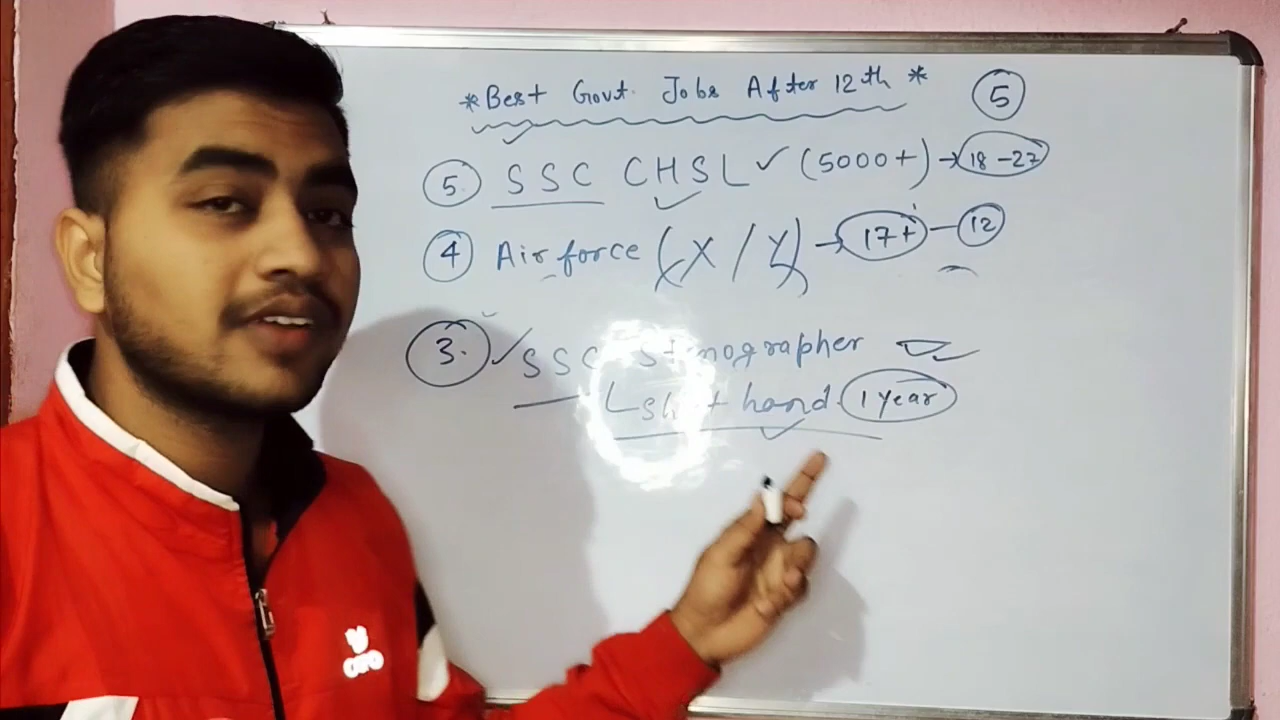 *Best Govt. Jobs After 12th *
5
5. SSC CHSL ✓ (5000+) → 18-27
4 Airforce (X/Y) → 17+ - 12
3. ✓ SSC Stenographer
Short hand 1 year